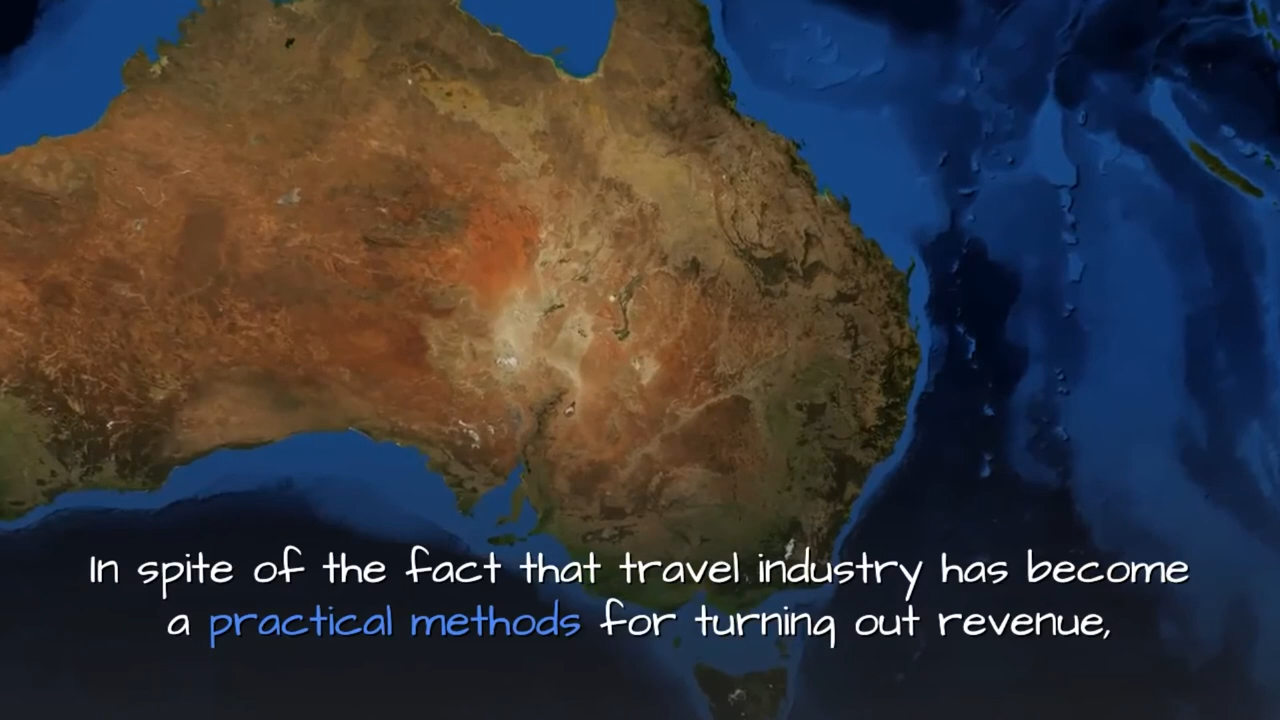 In spite of the fact that travel industry has become
a practical methods for turning out revenue,